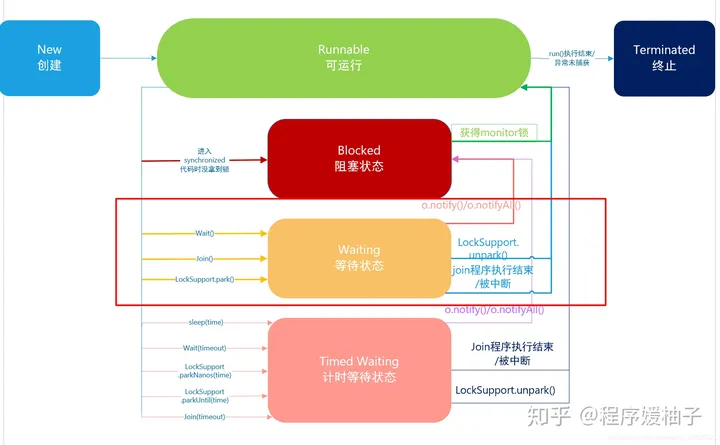 New
创建
Runnable
可运行
run()执行结束/
异常未捕获
Terminated
终止
Blocked
阻塞状态
获得monitor锁
进入
synchronized
代码时没拿到锁
o.notify()/o.notifyAll()
Wait()
Join()
LockSupport.park()
Waiting
等待状态
LockSupport.
unpark()
join程序执行结束
/被中断
o.notify()/o.notifyAll()
sleep(time)
Wait(timeout)
LockSupport
.parkNanos(time)
LockSupport
.parkUntil(time)
Join(timeout)
Timed Waiting
计时等待状态
Join程序执行结束
/被中断
LockSupport.unpark()
知乎 @程序媛柚子